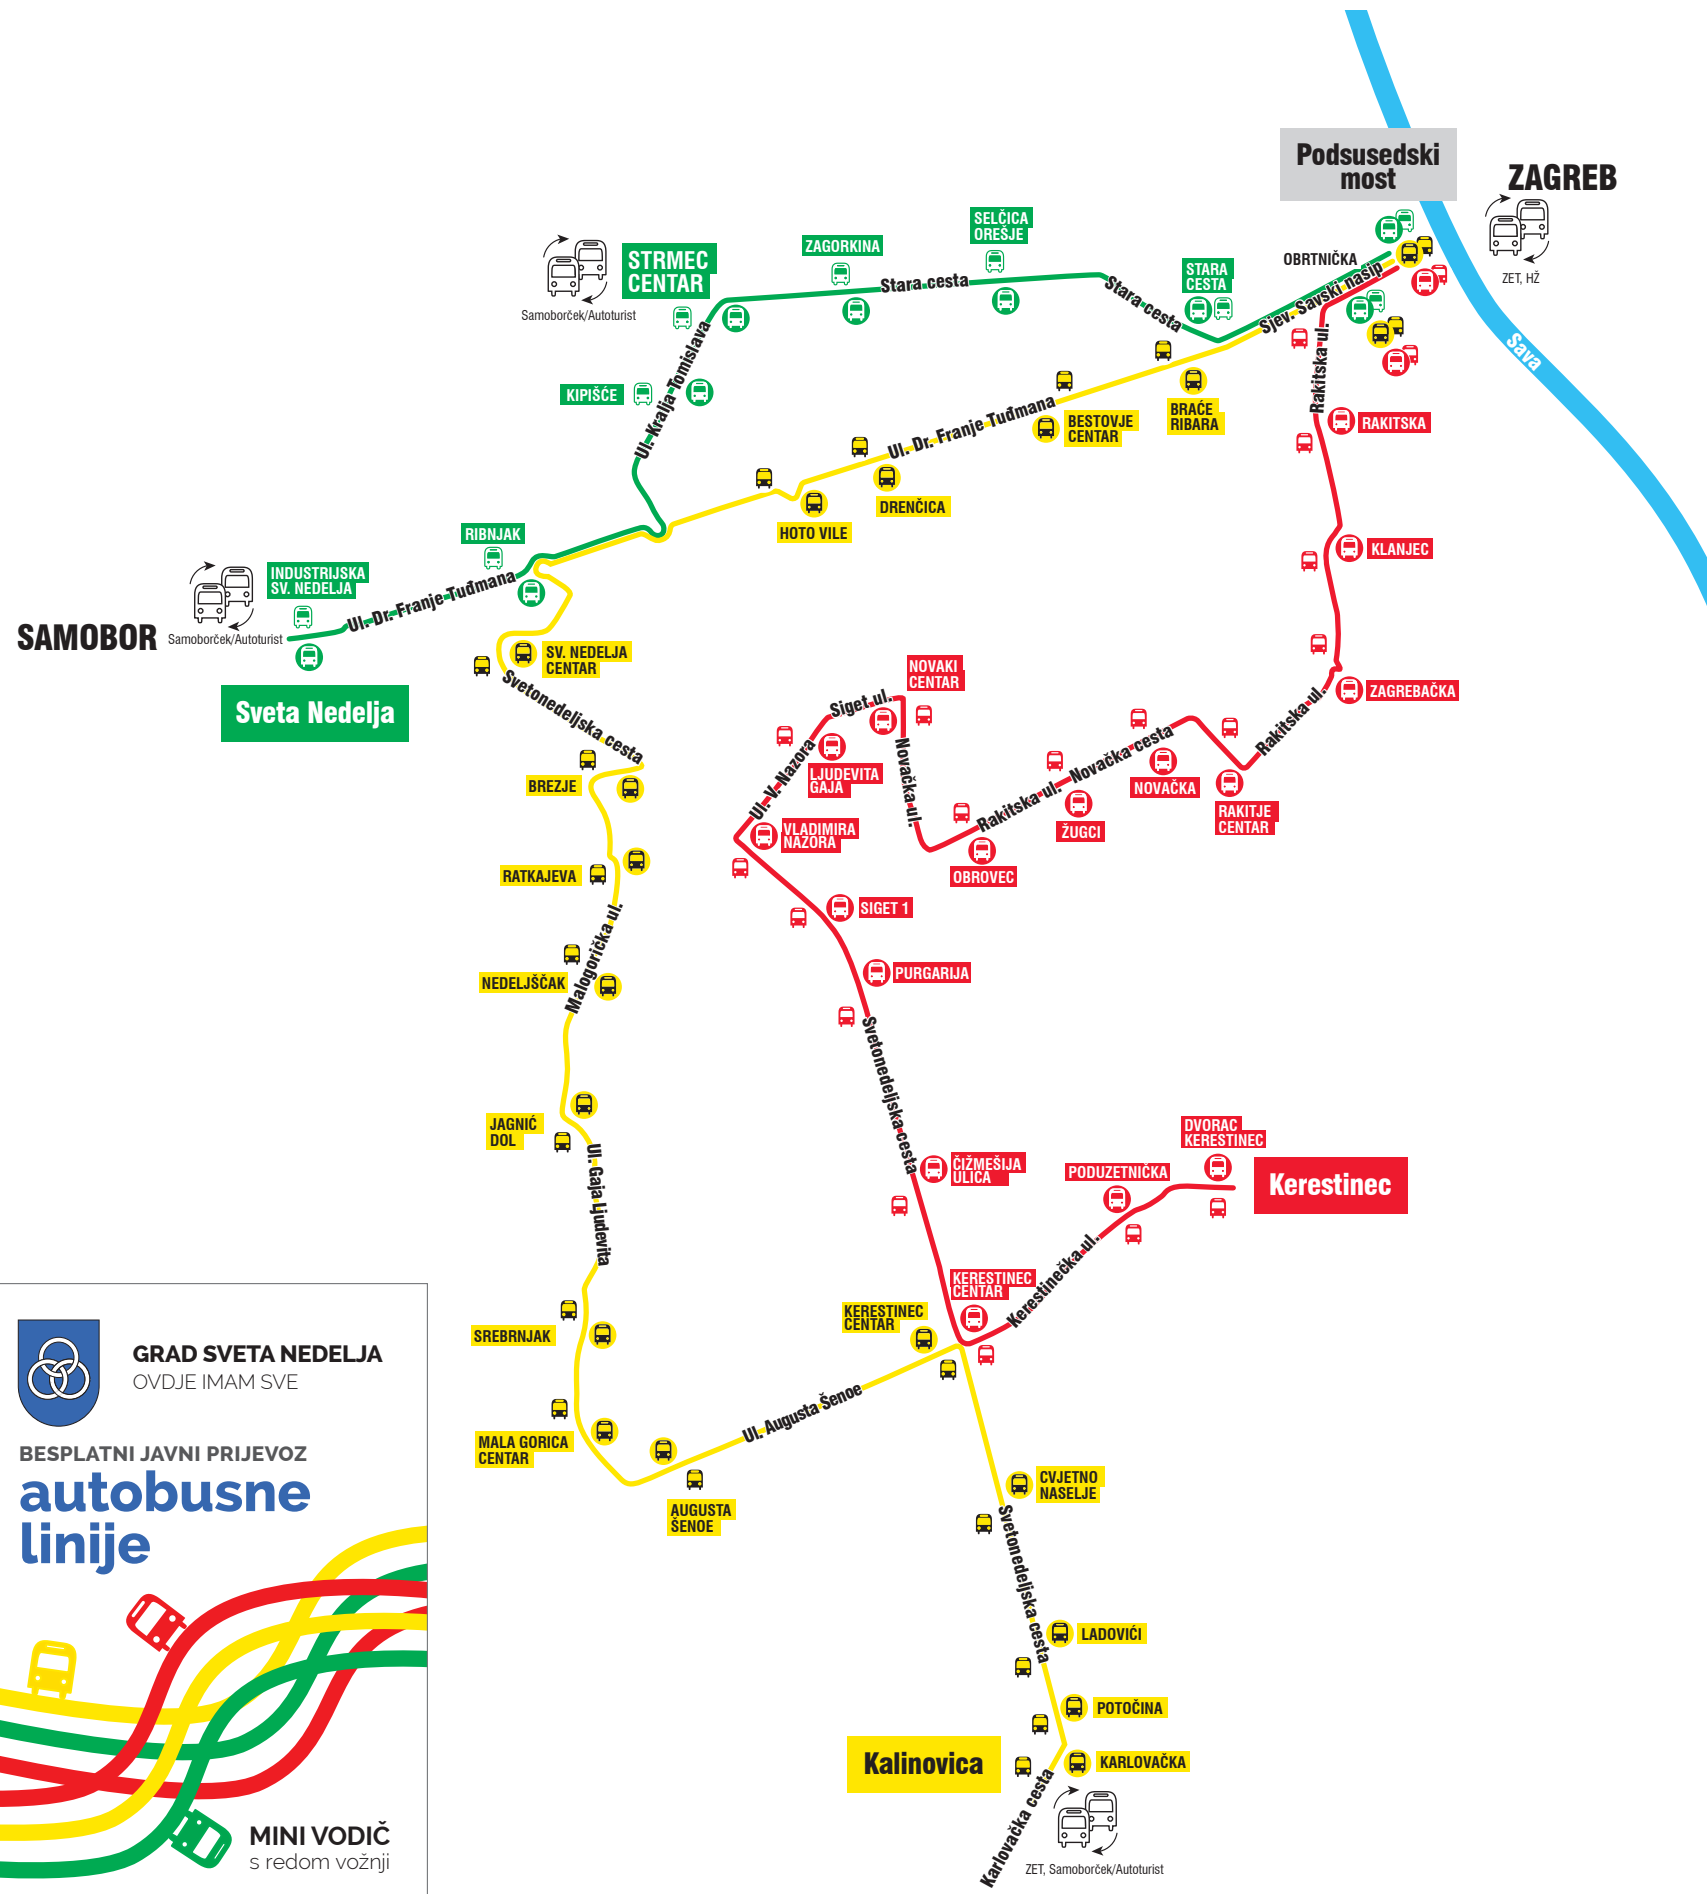 Podsusedski
most
ZAGREB
ZET, HŽ
Sava
OBRTNIČKA
Sjev. Savski nasip
STARA
CESTA
Stara cesta
SELČICA
OREŠJE
Stara cesta
ZAGORKINA
STRMEC
CENTAR
Samoborček/Autoturist
KIPIŠĆE
Ul. Kralja Tomislava
BRAĆE
RIBARA
BESTOVJE
CENTAR
Ul. Dr. Franje Tuđmana
DRENČICA
HOTO VILE
RIBNJAK
INDUSTRIJSKA
SV. NEDELJA
Ul. Dr. Franje Tuđmana
SAMOBOR
Samoborček/Autoturist
Sveta Nedelja
SV. NEDELJA
CENTAR
Svetonedeljska cesta
BREZJE
RATKAJEVA
Malogorička ul.
NEDELJŠČAK
JAGNIĆ
DOL
Ul. Gaja Ljudevita
SREBRNJAK
MALA GORICA
CENTAR
AUGUSTA
ŠENOE
Ul. Augusta Šenoe
KERESTINEC
CENTAR
Rakitska ul.
RAKITSKA
KLANJEC
ZAGREBAČKA
Rakitska ul.
RAKITJE
CENTAR
NOVAČKA
Novačka cesta
ŽUGCI
Rakitska ul.
OBROVEC
Novačka ul.
NOVAKI
CENTAR
Siget ul.
LJUDEVITA
GAJA
Ul. V. Nazora
VLADIMIRA
NAZORA
SIGET 1
PURGARIJA
Svetonedeljska cesta
ČIŽMEŠIJA
ULICA
KERESTINEC
CENTAR
Kerestinečka ul.
PODUZETNIČKA
DVORAC
KERESTINEC
Kerestinec
CVJETNO
NASELJE
Svetonedeljska cesta
LADOVIĆI
POTOČINA
KARLOVAČKA
Kalinovica
Karlovačka cesta
ZET, Samoborček/Autoturist
GRAD SVETA NEDELJA
OVDJE IMAM SVE
BESPLATNI JAVNI PRIJEVOZ
autobusne
linije
MINI VODIČ
s redom vožnji